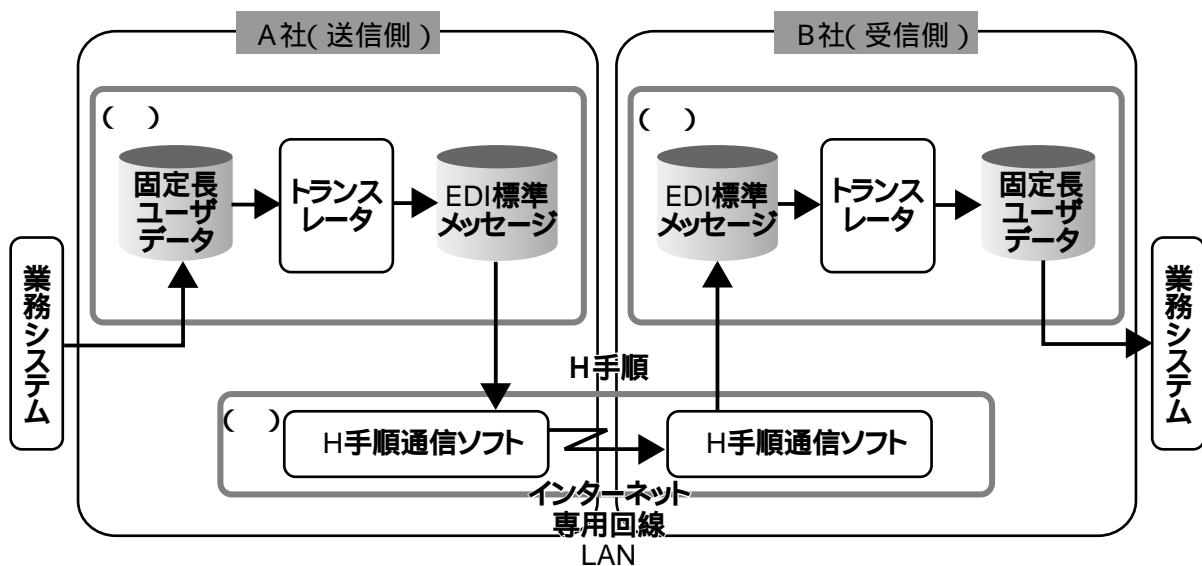 A社(送信側)
B社(受信側)
( )
固定長
ユーザ
データ
トランス
レータ
EDI標準
メッセージ
( )
EDI標準
メッセージ
トランス
レータ
固定長
ユーザ
データ
業務システム
業務システム
H手順
( )
H手順通信ソフト
H手順通信ソフト
インターネット
専用回線
LAN